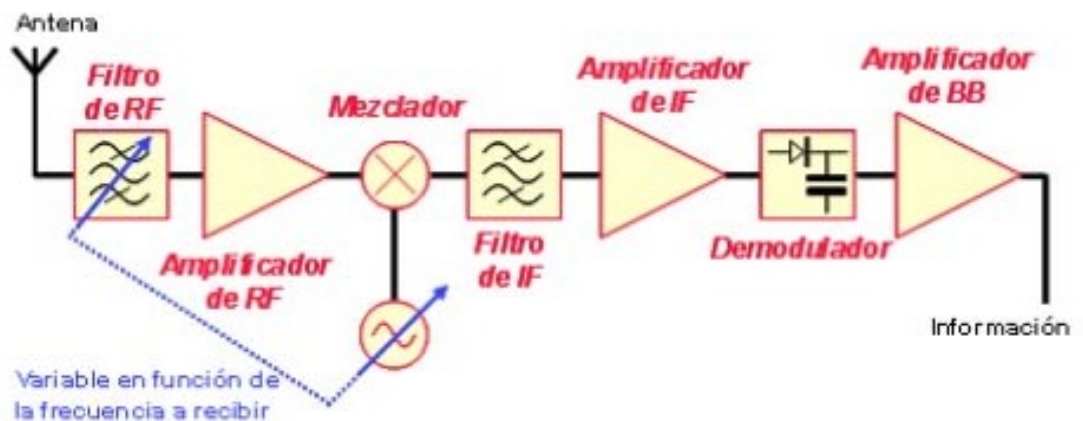 Antena
Filtro
de RF
Mezclador
Amplificador
de IF
Amplificador
de BB
Amplificador
de RF
Filtro
de IF
Demodulador
Información
Variable en función de
la frecuencia a recibir